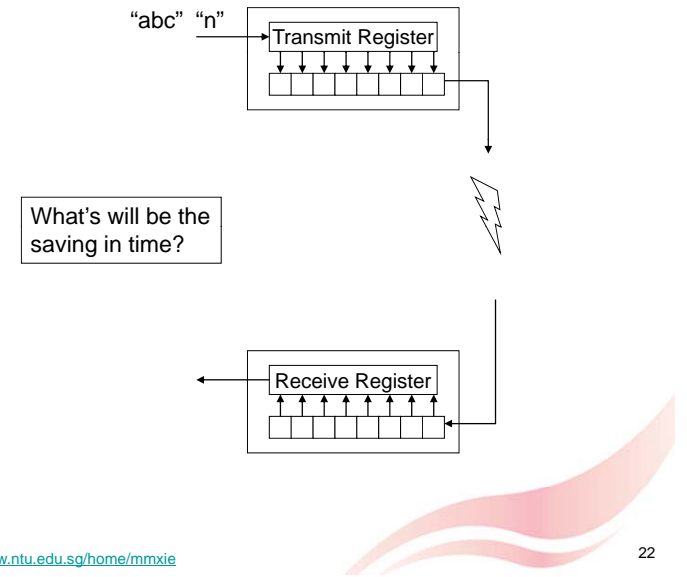 “abc” “n”
Transmit Register
What's will be the
saving in time?
Receive Register
w.ntu.edu.sg/home/mmxie
22